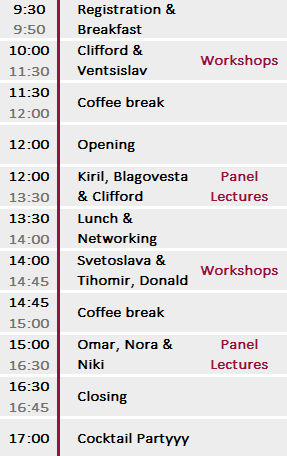 9:30 Registration &
9:50 Breakfast
10:00 Clifford &
11:30 Ventsislav Workshops
11:30
12:00 Coffee break
12:00 Opening
12:00 Kiril, Blagovesta Panel
13:30 & Clifford Lectures
13:30 Lunch &
14:00 Networking
14:00 Svetoslava &
14:45 Tihomir, Donald Workshops
14:45
15:00 Coffee break
15:00 Omar, Nora & Panel
16:30 Niki Lectures
16:30
16:45 Closing
17:00 Cocktail Partyyy